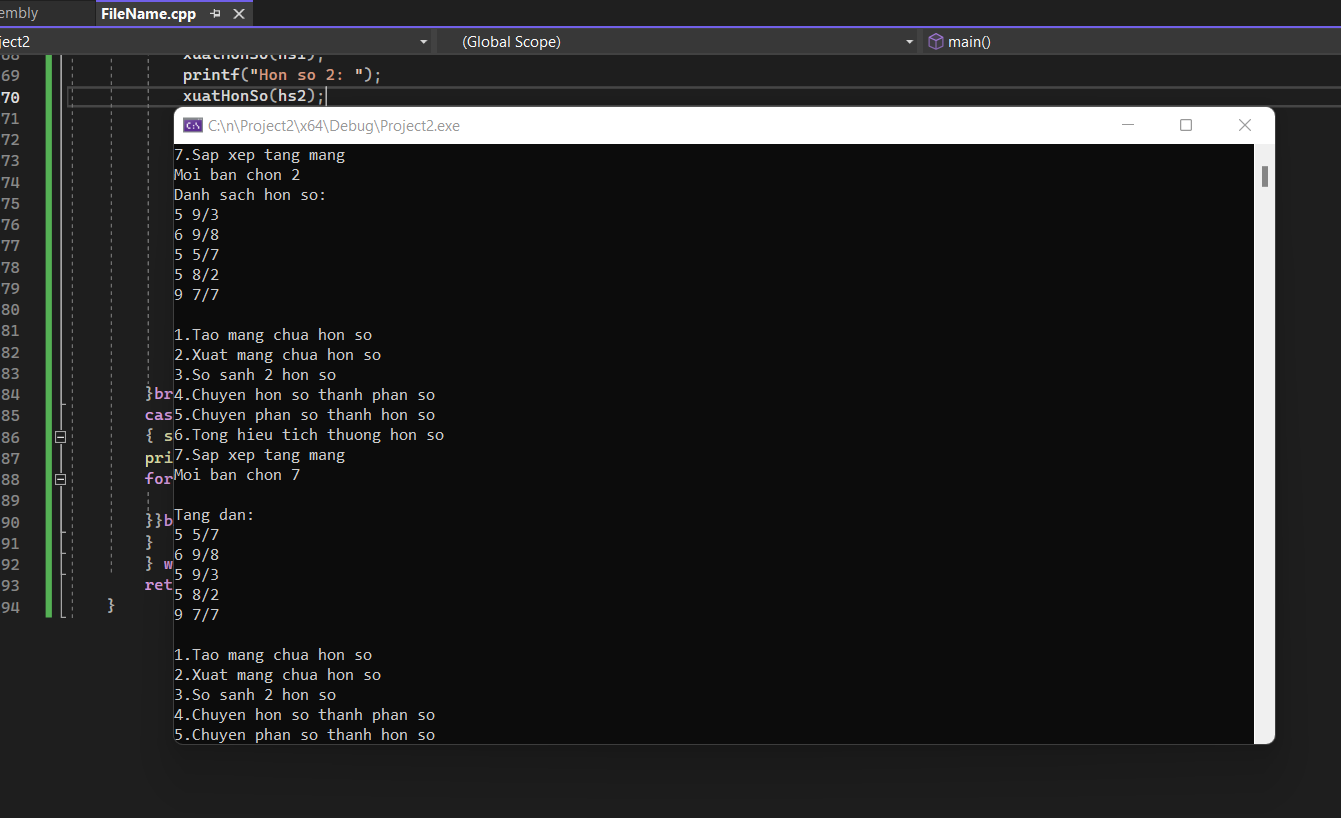 embly
FileName.cpp
ject2
(Global Scope)
main()
68 xuatHonSo(hs1);
69 printf("Hon so 2: ");
70 xuatHonSo(hs2);
71
72
73
74
75
76
77
78
79
80
81
82
83
84 }br
85 cas
86 { s
87 pri
88 for
89
90 }}b
91 }
92 } w
93 ret
94 }
C:\n\Project2\x64\Debug\Project2.exe
7.Sap xep tang mang
Moi ban chon 2
Danh sach hon so:
5 9/3
6 9/8
5 5/7
5 8/2
9 7/7
1.Tao mang chua hon so
2.Xuat mang chua hon so
3.So sanh 2 hon so
4.Chuyen hon so thanh phan so
5.Chuyen phan so thanh hon so
6.Tong hieu tich thuong hon so
7.Sap xep tang mang
Moi ban chon 7
Tang dan:
5 5/7
6 9/8
5 9/3
5 8/2
9 7/7
1.Tao mang chua hon so
2.Xuat mang chua hon so
3.So sanh 2 hon so
4.Chuyen hon so thanh phan so
5.Chuyen phan so thanh hon so